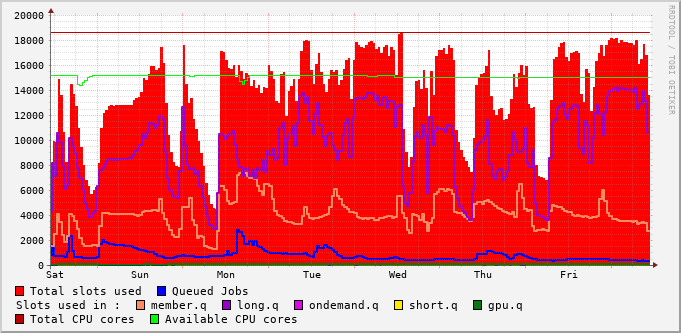 20000
18000
16000
14000
12000
10000
8000
6000
4000
2000
0
Sat Sun Mon Tue Wed Thu Fri
RRDTOOL / TOBI OETIKER
Total slots used Queued Jobs
Slots used in : member.q long.q ondemand.q short.q gpu.q
Total CPU cores Available CPU cores